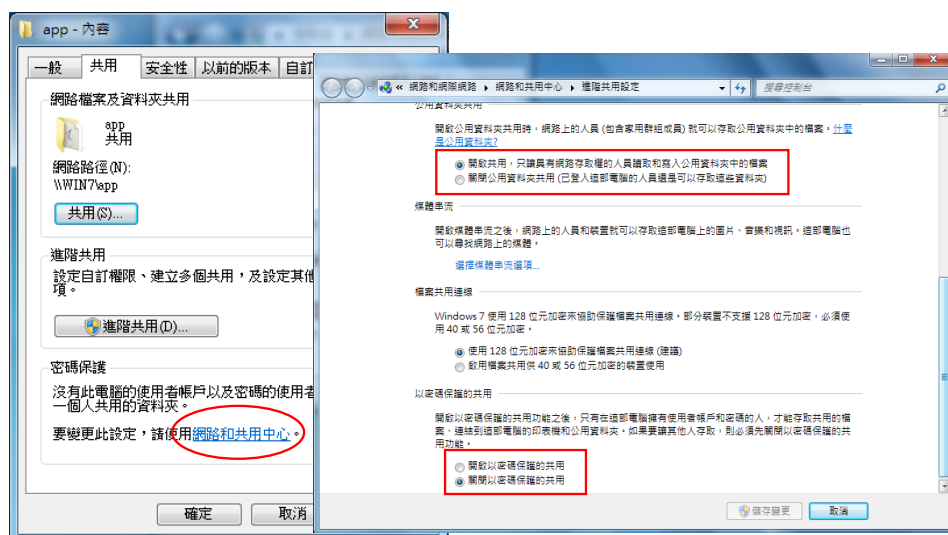 app - 內容
一般 共用 安全性 以前的版本 自訂
網路檔案及資料夾共用
app
共用
網路路徑(N):
\\WIN7\app
共用(S)...
進階共用
設定自訂權限、建立多個共用，及設定其他
項。
進階共用(D)...
密碼保護
沒有此電腦的使用者帳戶以及密碼的使用者
一個人共用的資料夾。
要變更此設定，請使用網路和共用中心。
確定 取消
« 網路和網際網路 ▸ 網路和共用中心 ▸ 進階共用設定
搜尋控制台
公用資料夾共用
開啟公用資料夾共用時，網路上的人員 (包含家用群組成員) 就可以存取公用資料夾中的檔案。什麼
是公用資料夾?
開啟共用，只讓具有網路存取權的人員讀取和寫入公用資料夾中的檔案
關閉公用資料夾共用 (已登入這部電腦的人員還是可以存取這些資料夾)
媒體串流
開啟媒體串流之後，網路上的人員和裝置就可以存取這部電腦上的圖片、音樂和視訊，這部電腦也
可以尋找網路上的媒體。
選擇媒體串流選項...
檔案共用連線
Windows 7 使用 128 位元加密來協助保護檔案共用連線。部分裝置不支援 128 位元加密，必須使
用 40 或 56 位元加密。
使用 128 位元加密來協助保護檔案共用連線 (建議)
啟用檔案共用供 40 或 56 位元加密的裝置使用
以密碼保護的共用
開啟以密碼保護的共用功能之後，只有在這部電腦擁有使用者帳戶和密碼的人，才能存取共用的檔
案、連結到這部電腦的印表機和公用資料夾。如果要讓其他人存取，則必須先關閉以密碼保護的共
用功能。
開啟以密碼保護的共用
關閉以密碼保護的共用
儲存變更 取消